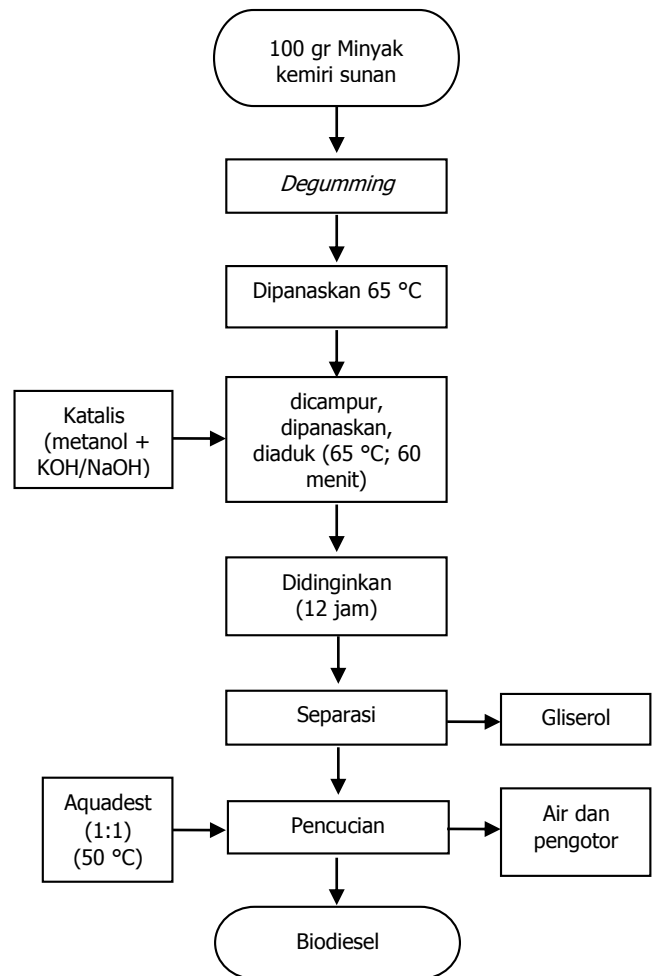 100 gr Minyak
kemiri sunan
Degumming
Dipanaskan 65 °C
Katalis
(metanol +
KOH/NaOH)
dicampur,
dipanaskan,
diaduk (65 °C; 60
menit)
Didinginkan
(12 jam)
Separasi
Gliserol
Aquadest
(1:1)
(50 °C)
Pencucian
Air dan
pengotor
Biodiesel